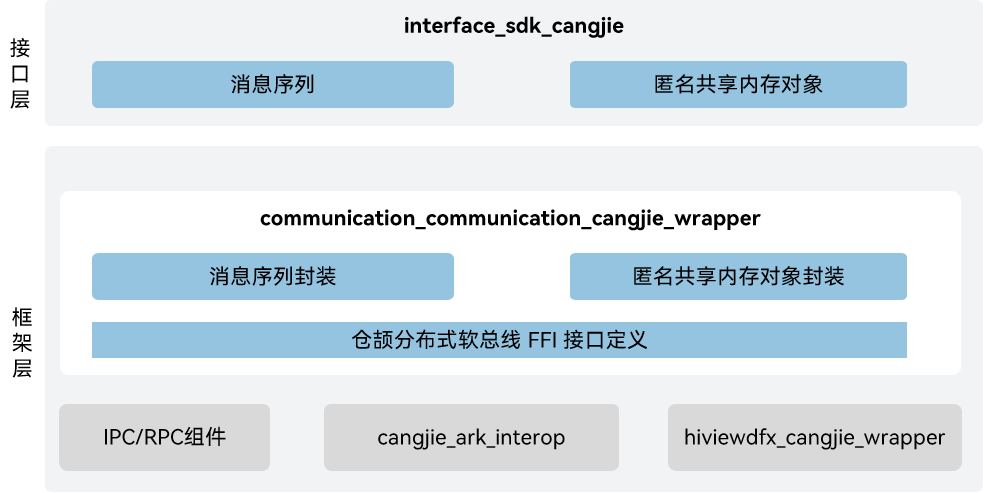 接口层
interface_sdk_cangjie
消息序列
匿名共享内存对象
框架层
communication_communication_cangjie_wrapper
消息序列封装
匿名共享内存对象封装
仓颉分布式软总线 FFI 接口定义
IPC/RPC组件
cangjie_ark_interop
hiviewdfx_cangjie_wrapper